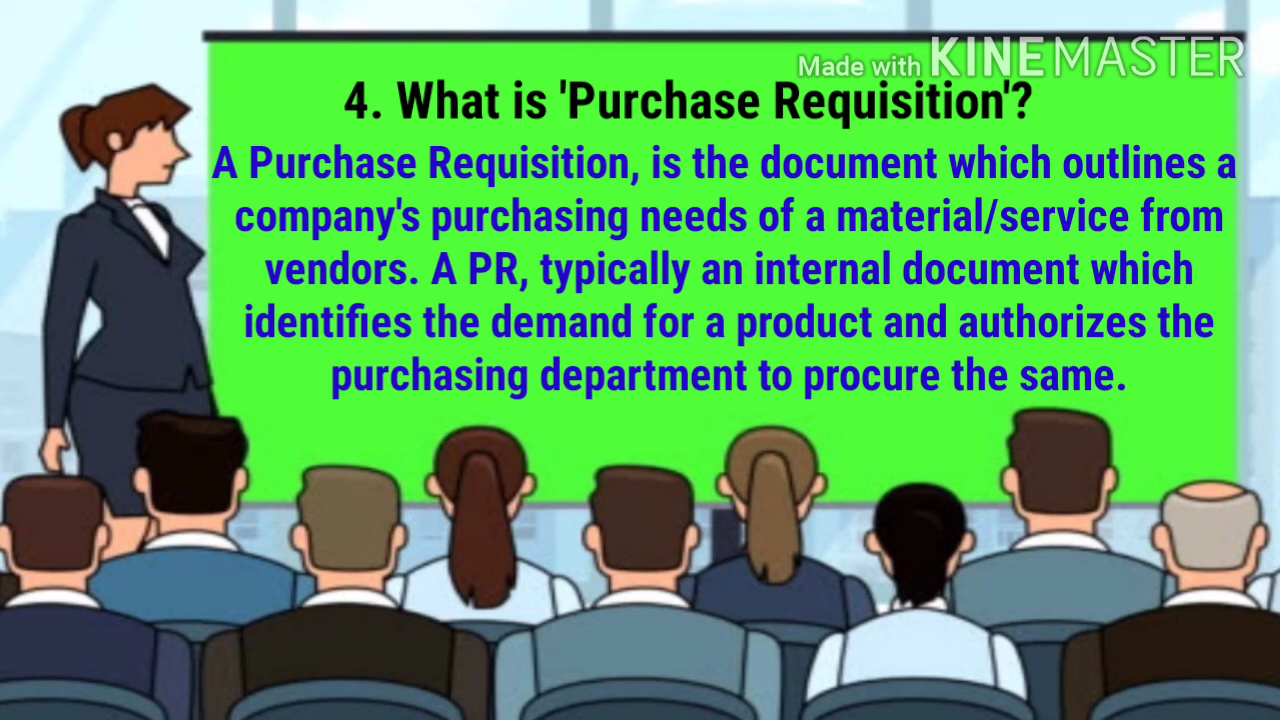 Made with KINEMASTER
4. What is 'Purchase Requisition'?
A Purchase Requisition, is the document which outlines a
company's purchasing needs of a material/service from
vendors. A PR, typically an internal document which
identifies the demand for a product and authorizes the
purchasing department to procure the same.